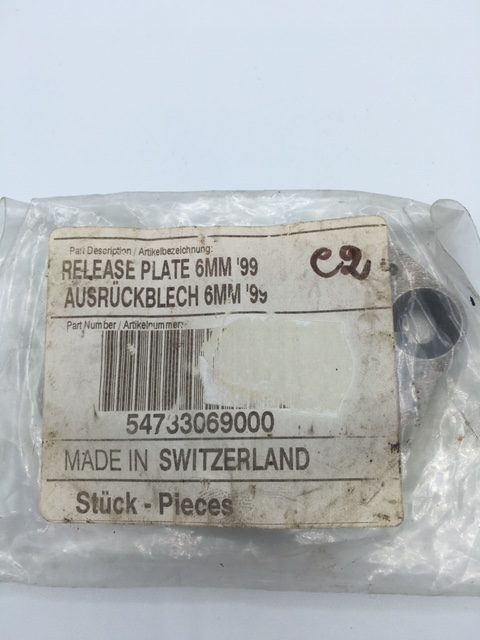 Part Description / Artikelbezeichnung:
RELEASE PLATE 6MM '99
AUSRÜCKBLECH 6MM '99
C2
Part Number / Artikelnummer:
54733069000
MADE IN SWITZERLAND
Stück - Pieces